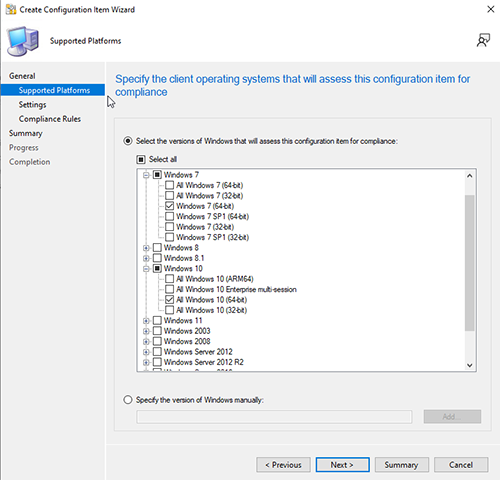 Create Configuration Item Wizard
Supported Platforms
General
Supported Platforms
Settings
Compliance Rules
Summary
Progress
Completion
Specify the client operating systems that will assess this configuration item for
compliance
Select the versions of Windows that will assess this configuration item for compliance:
Select all
Windows 7
All Windows 7 (64-bit)
All Windows 7 (32-bit)
Windows 7 (64-bit)
Windows 7 SP1 (64-bit)
Windows 7 (32-bit)
Windows 7 SP1 (32-bit)
Windows 8
Windows 8.1
Windows 10
All Windows 10 (ARM64)
All Windows 10 Enterprise multi-session
All Windows 10 (64-bit)
All Windows 10 (32-bit)
Windows 11
Windows 2003
Windows 2008
Windows Server 2012
Windows Server 2012 R2
Specify the version of Windows manually:
Add...
< Previous
Next >
Summary
Cancel